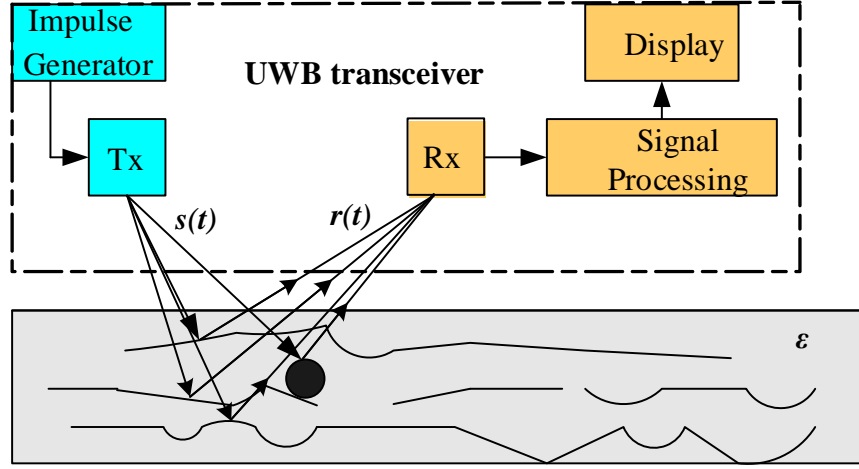 Impulse
Generator
UWB transceiver
Display
Tx
Rx
Signal
Processing
s(t)
r(t)
ε